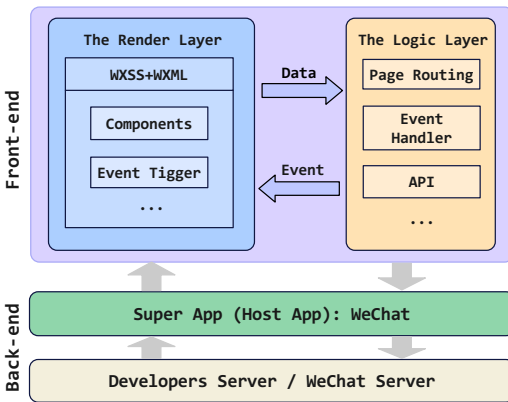 Front-end
The Render Layer
WXSS+WXML
Components
Event Tigger
...
Data
Event
The Logic Layer
Page Routing
Event
Handler
API
...
Back-end
Super App (Host App): WeChat
Developers Server / WeChat Server